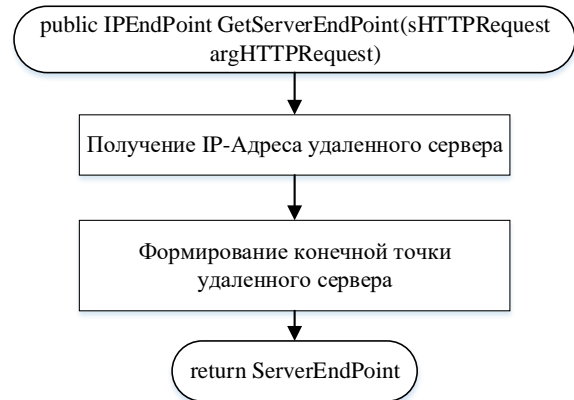 public IPEndPoint GetServerEndPoint(sHTTPRequest
argHTTPRequest)
Получение IP-Адреса удаленного сервера
Формирование конечной точки
удаленного сервера
return ServerEndPoint